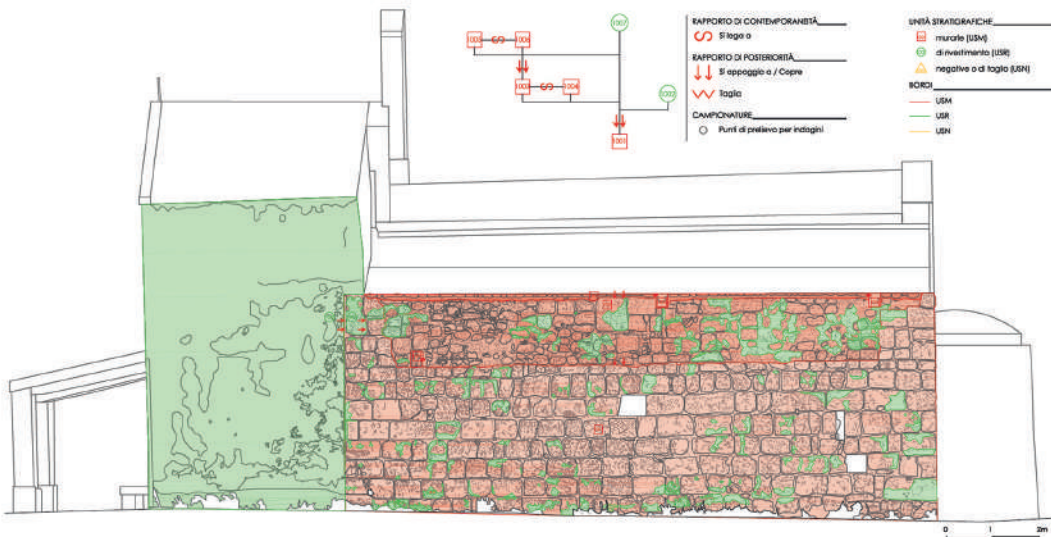 1007
1005
1006
1003
1004
1002
1001
RAPPORTO DI CONTEMPORANEITÀ
Si lega a
RAPPORTO DI POSTERIORITÀ
Si appoggia a / Copre
Taglia
CAMPIONATURE
Punti di prelievo per indagini
UNITÀ STRATIGRAFICHE
murarie (USM)
di rivestimento (USR)
negative o di taglio (USN)
BORDI
USM
USR
USN
0 1 2m